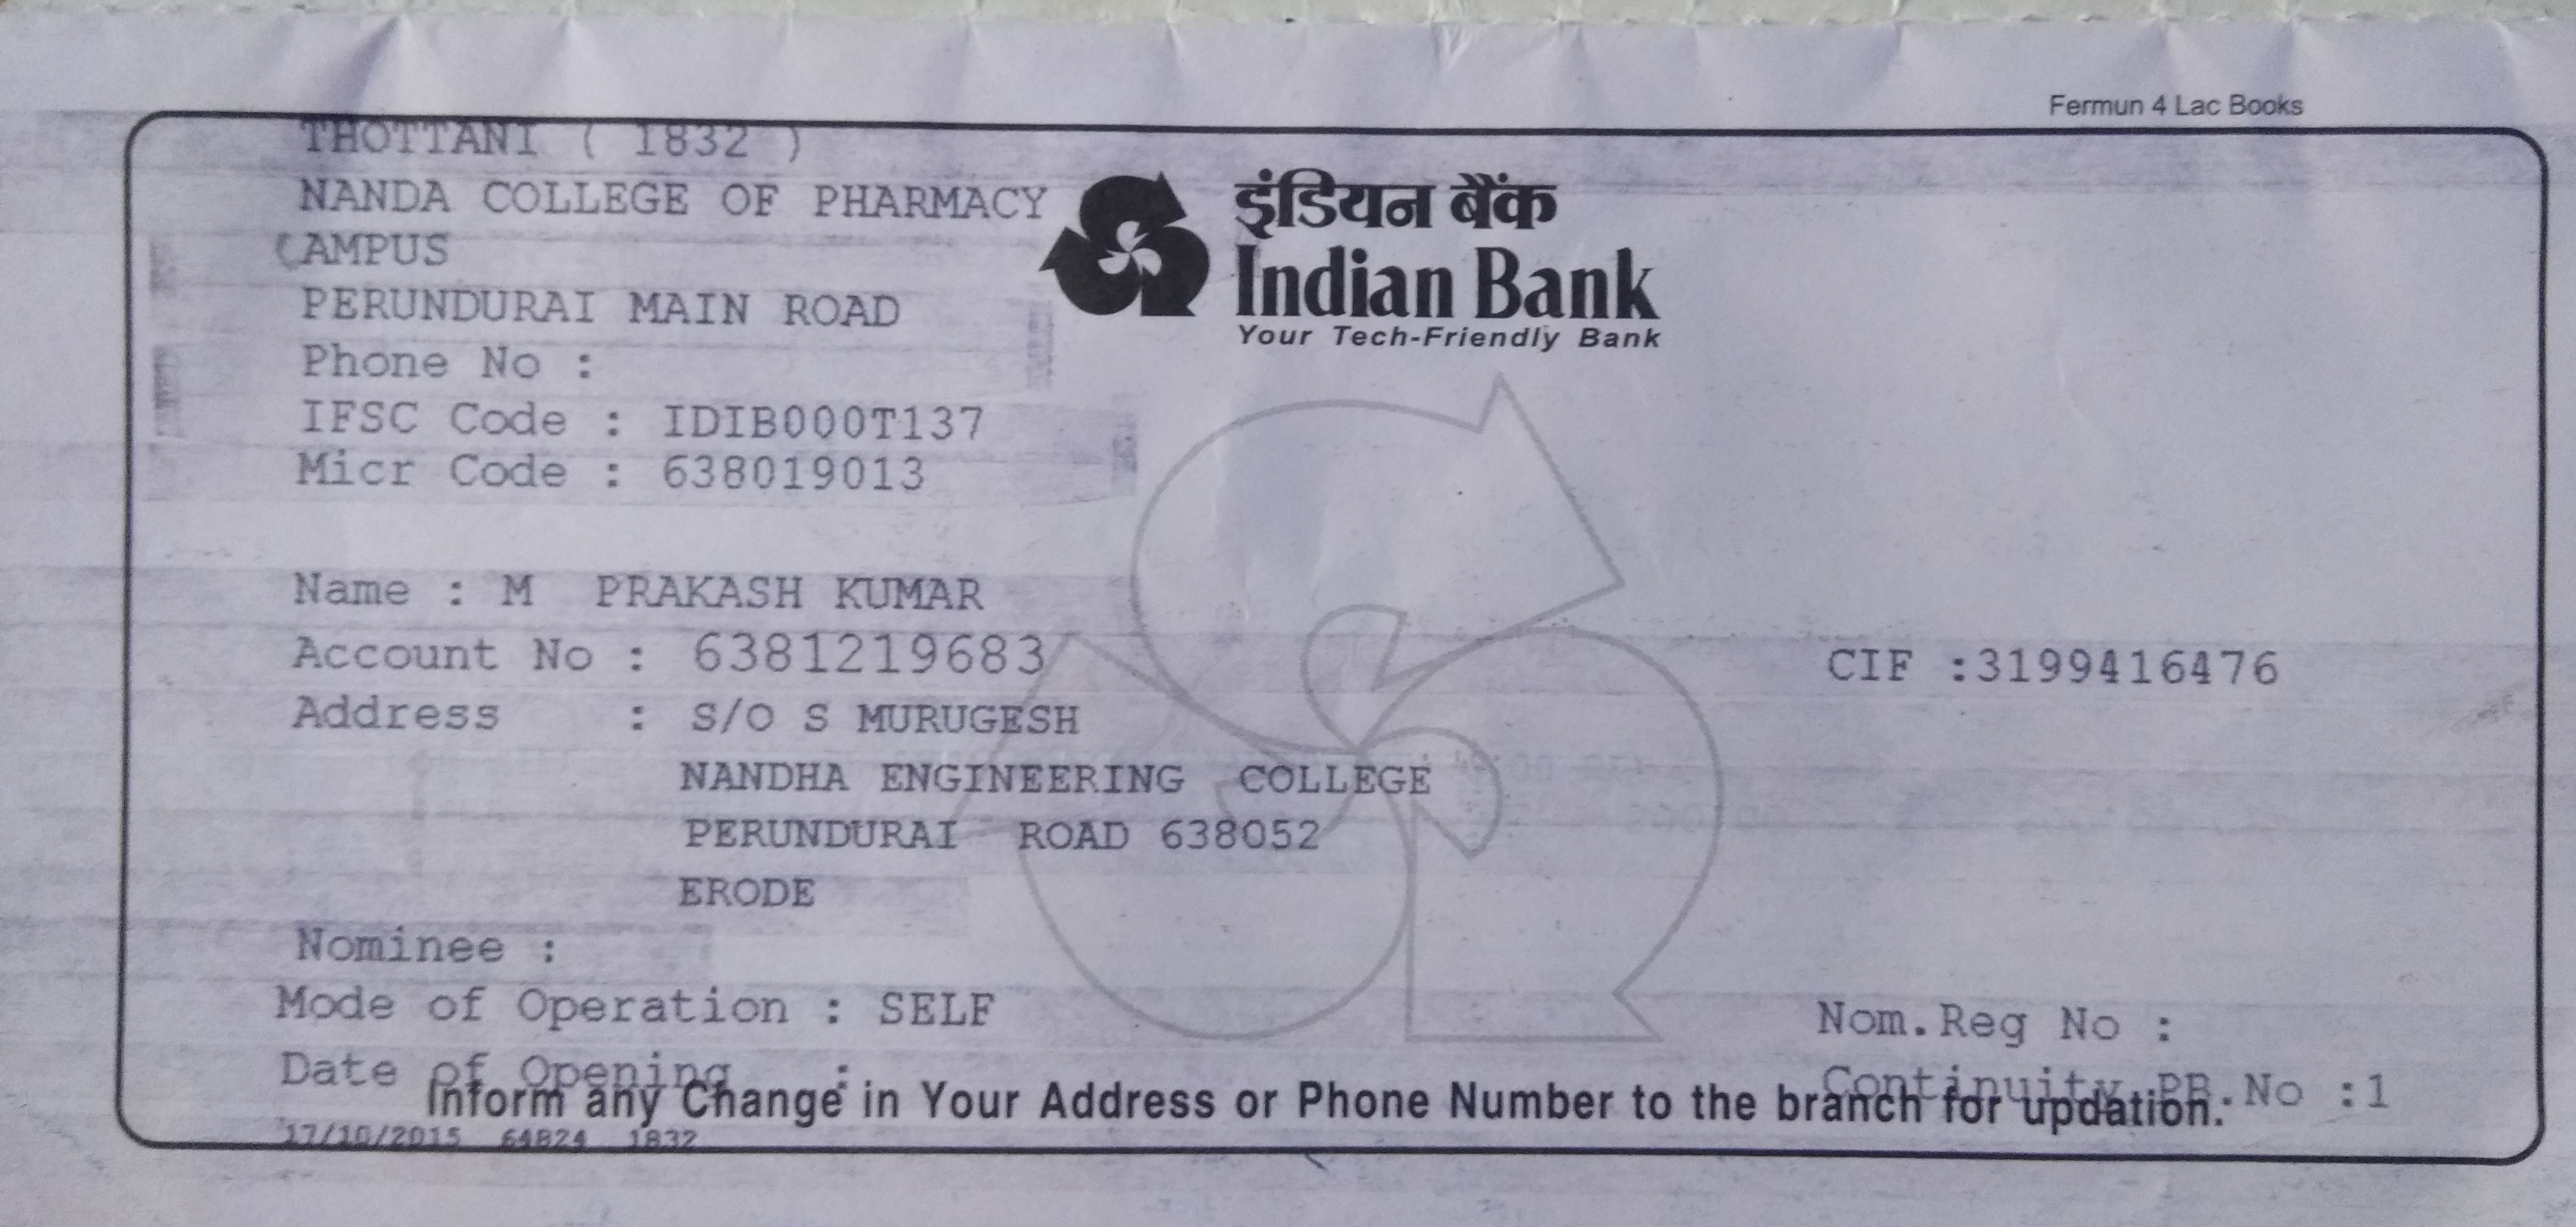 Fermun 4 Lac Books
THOTTANI ( 1832 )
NANDA COLLEGE OF PHARMACY
CAMPUS
PERUNDURAI MAIN ROAD
Phone No :
IFSC Code : IDIB000T137
Micr Code : 638019013
इंडियन बैंक
Indian Bank
Your Tech-Friendly Bank
Name : M PRAKASH KUMAR
Account No : 6381219683
CIF :3199416476
Address : S/O S MURUGESH
NANDHA ENGINEERING COLLEGE
PERUNDURAI ROAD 638052
ERODE
Nominee :
Mode of Operation : SELF
Nom.Reg No :
Date of Opening :
Continuity PB.No :1
Inform any Change in Your Address or Phone Number to the branch for updation.
17/10/2015 64824 1832